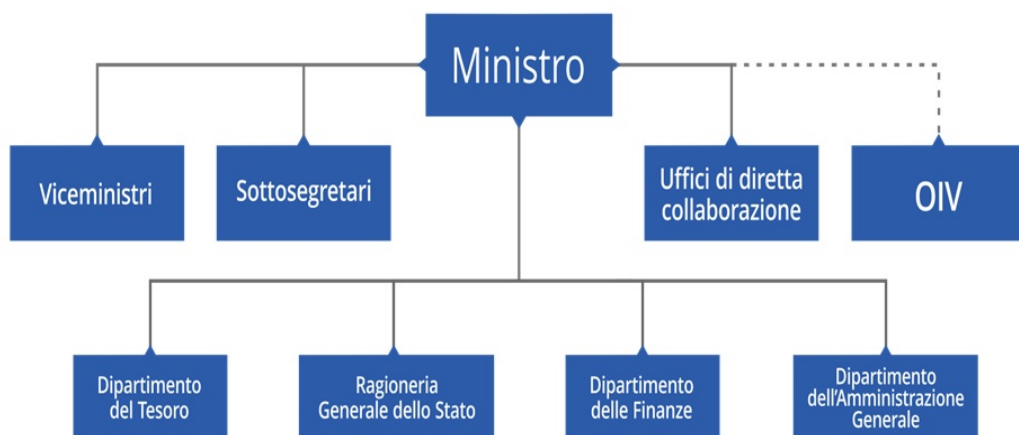 Ministro
Viceministri
Sottosegretari
Uffici di diretta
collaborazione
OIV
Dipartimento
del Tesoro
Ragioneria
Generale dello Stato
Dipartimento
delle Finanze
Dipartimento
dell'Amministrazione
Generale